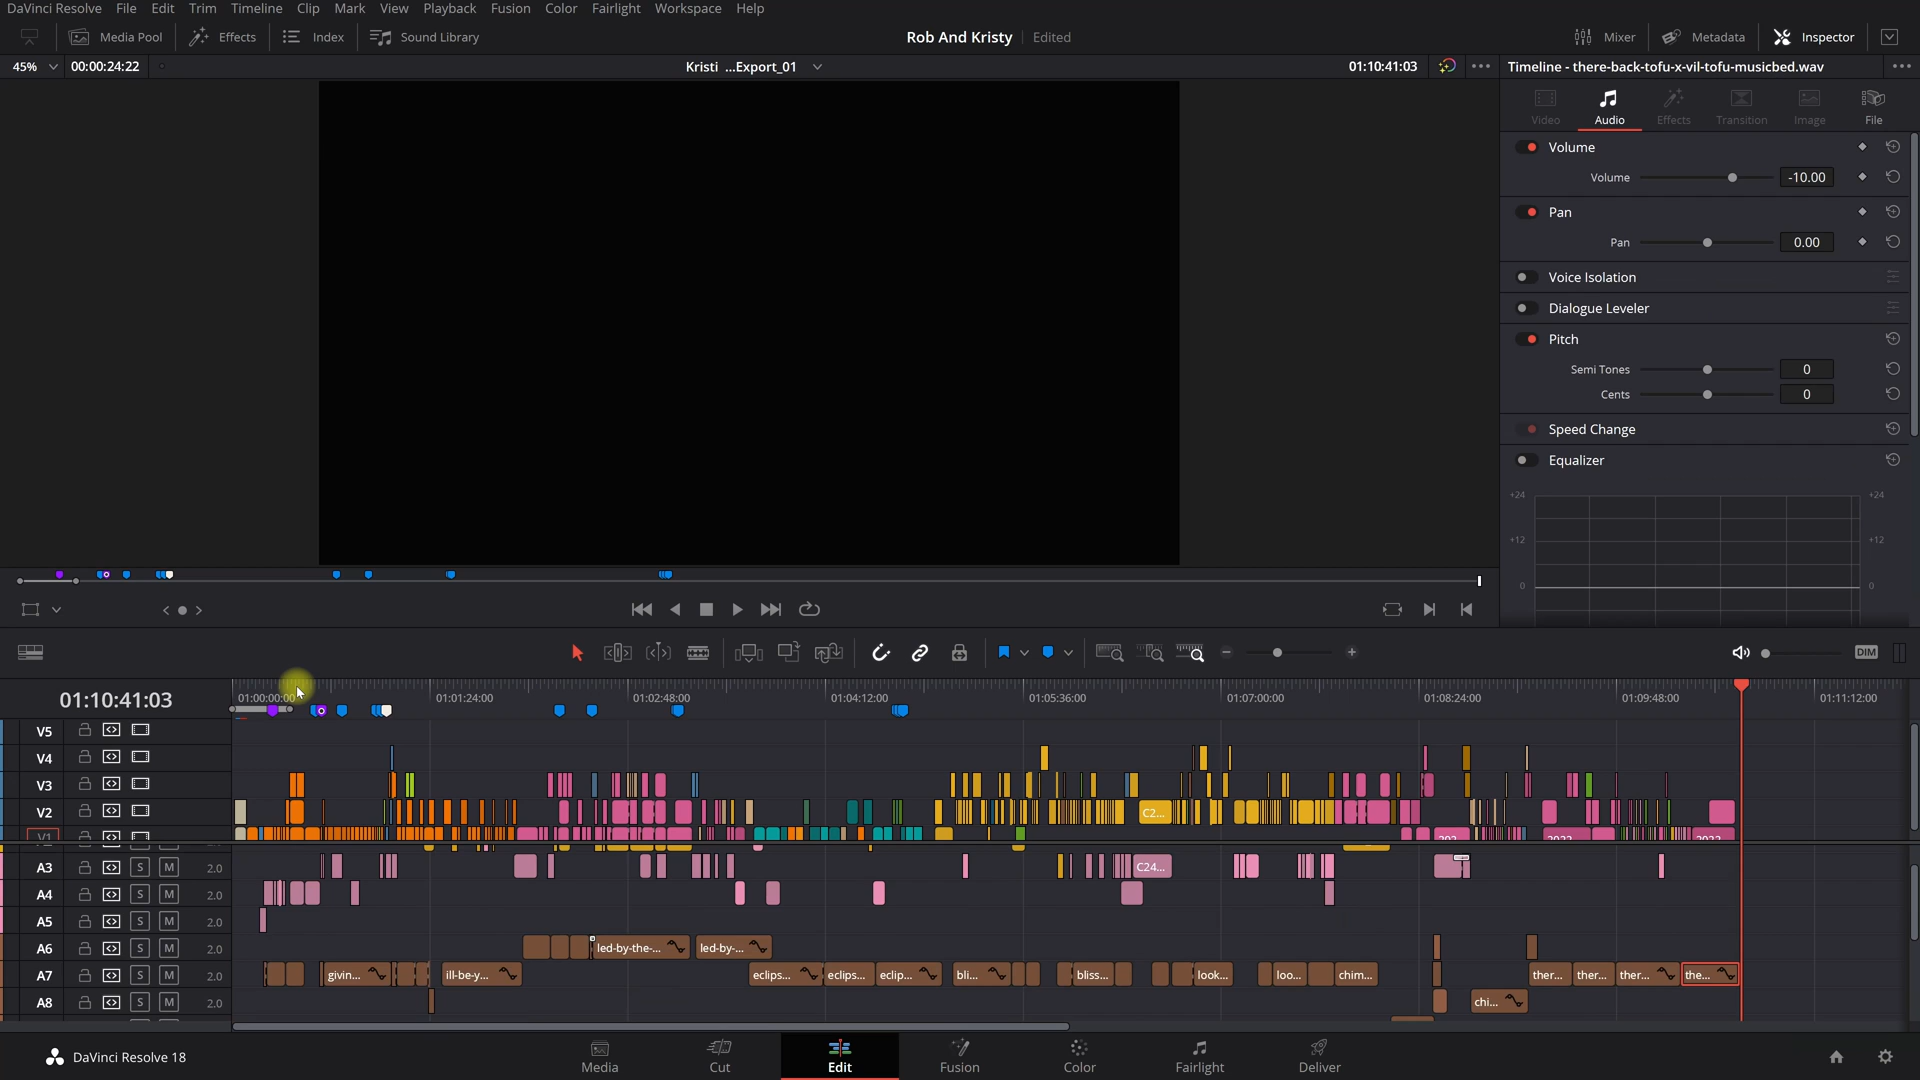 DaVinci Resolve File Edit Trim Timeline Clip Mark View Playback Fusion Color Fairlight Workspace Help
Media Pool Effects Index Sound Library Rob And Kristy Edited Mixer Metadata Inspector
45% 00:00:24:22 Kristi ...Export_01 01:10:41:03 Timeline - there-back-tofu-x-vil-tofu-musicbed.wav
Video Audio Effects Transition Image File
Volume
Volume -10.00
Pan
Pan 0.00
Voice Isolation
Dialogue Leveler
Pitch
Semi Tones 0
Cents 0
Speed Change
Equalizer
+24 +24
+12 +12
0 0
DIM
01:10:41:03 01:00:00:00 01:01:24:00 01:02:48:00 01:04:12:00 01:05:36:00 01:07:00:00 01:08:24:00 01:09:48:00 01:11:12:00
V5
V4
V3
V2 C2...
V1
A3 2.0 C24...
A4 S M 2.0
A5 S M 2.0
A6 S M 2.0 led-by-the-... led-by-...
A7 S M 2.0 givin... ill-be-y... eclips... eclips... eclip... bli... bliss... look... loo... chim... ther... ther... ther... the...
A8 S M 2.0 chi...
DaVinci Resolve 18 Media Cut Edit Fusion Color Fairlight Deliver